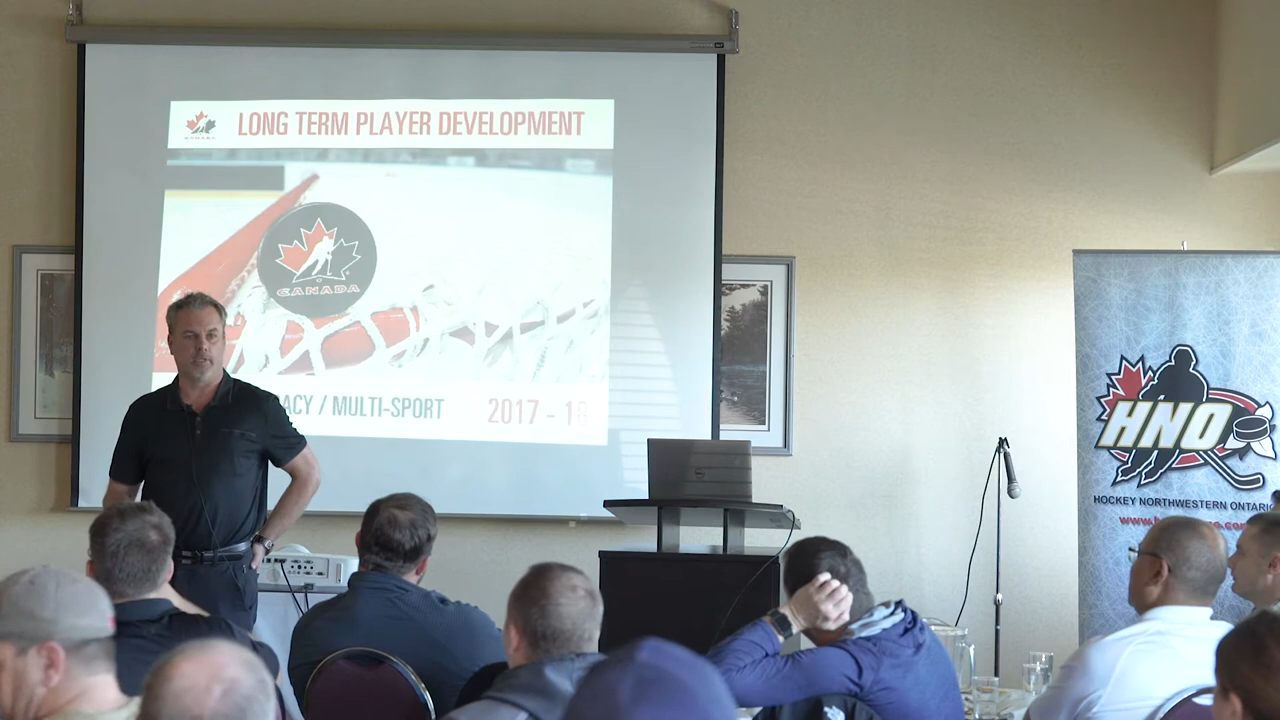 LONG TERM PLAYER DEVELOPMENT
CANADA
ACY / MULTI-SPORT
2017 - 18
HNO
HOCKEY NORTHWESTERN ONTARIO